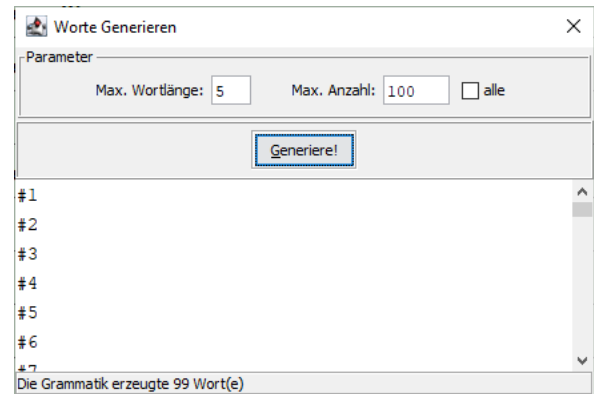 Worte Generieren
Parameter
Max. Wortlänge: 5 Max. Anzahl: 100 alle
Generiere!
#1
#2
#3
#4
#5
#6
#7
Die Grammatik erzeugte 99 Wort(e)